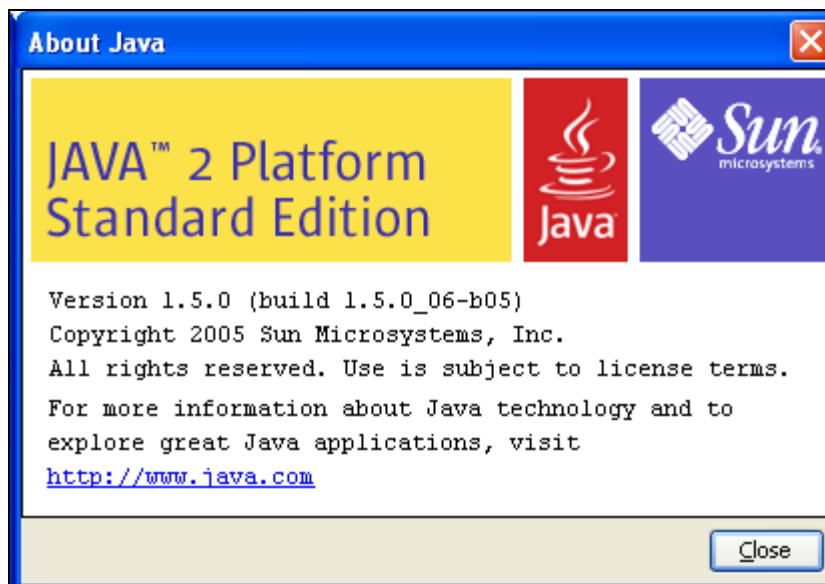 About Java
JAVA™ 2 Platform
Standard Edition
Java
Sun
microsystems
Version 1.5.0 (build 1.5.0_06-b05)
Copyright 2005 Sun Microsystems, Inc.
All rights reserved. Use is subject to license terms.
For more information about Java technology and to
explore great Java applications, visit
http://www.java.com
Close